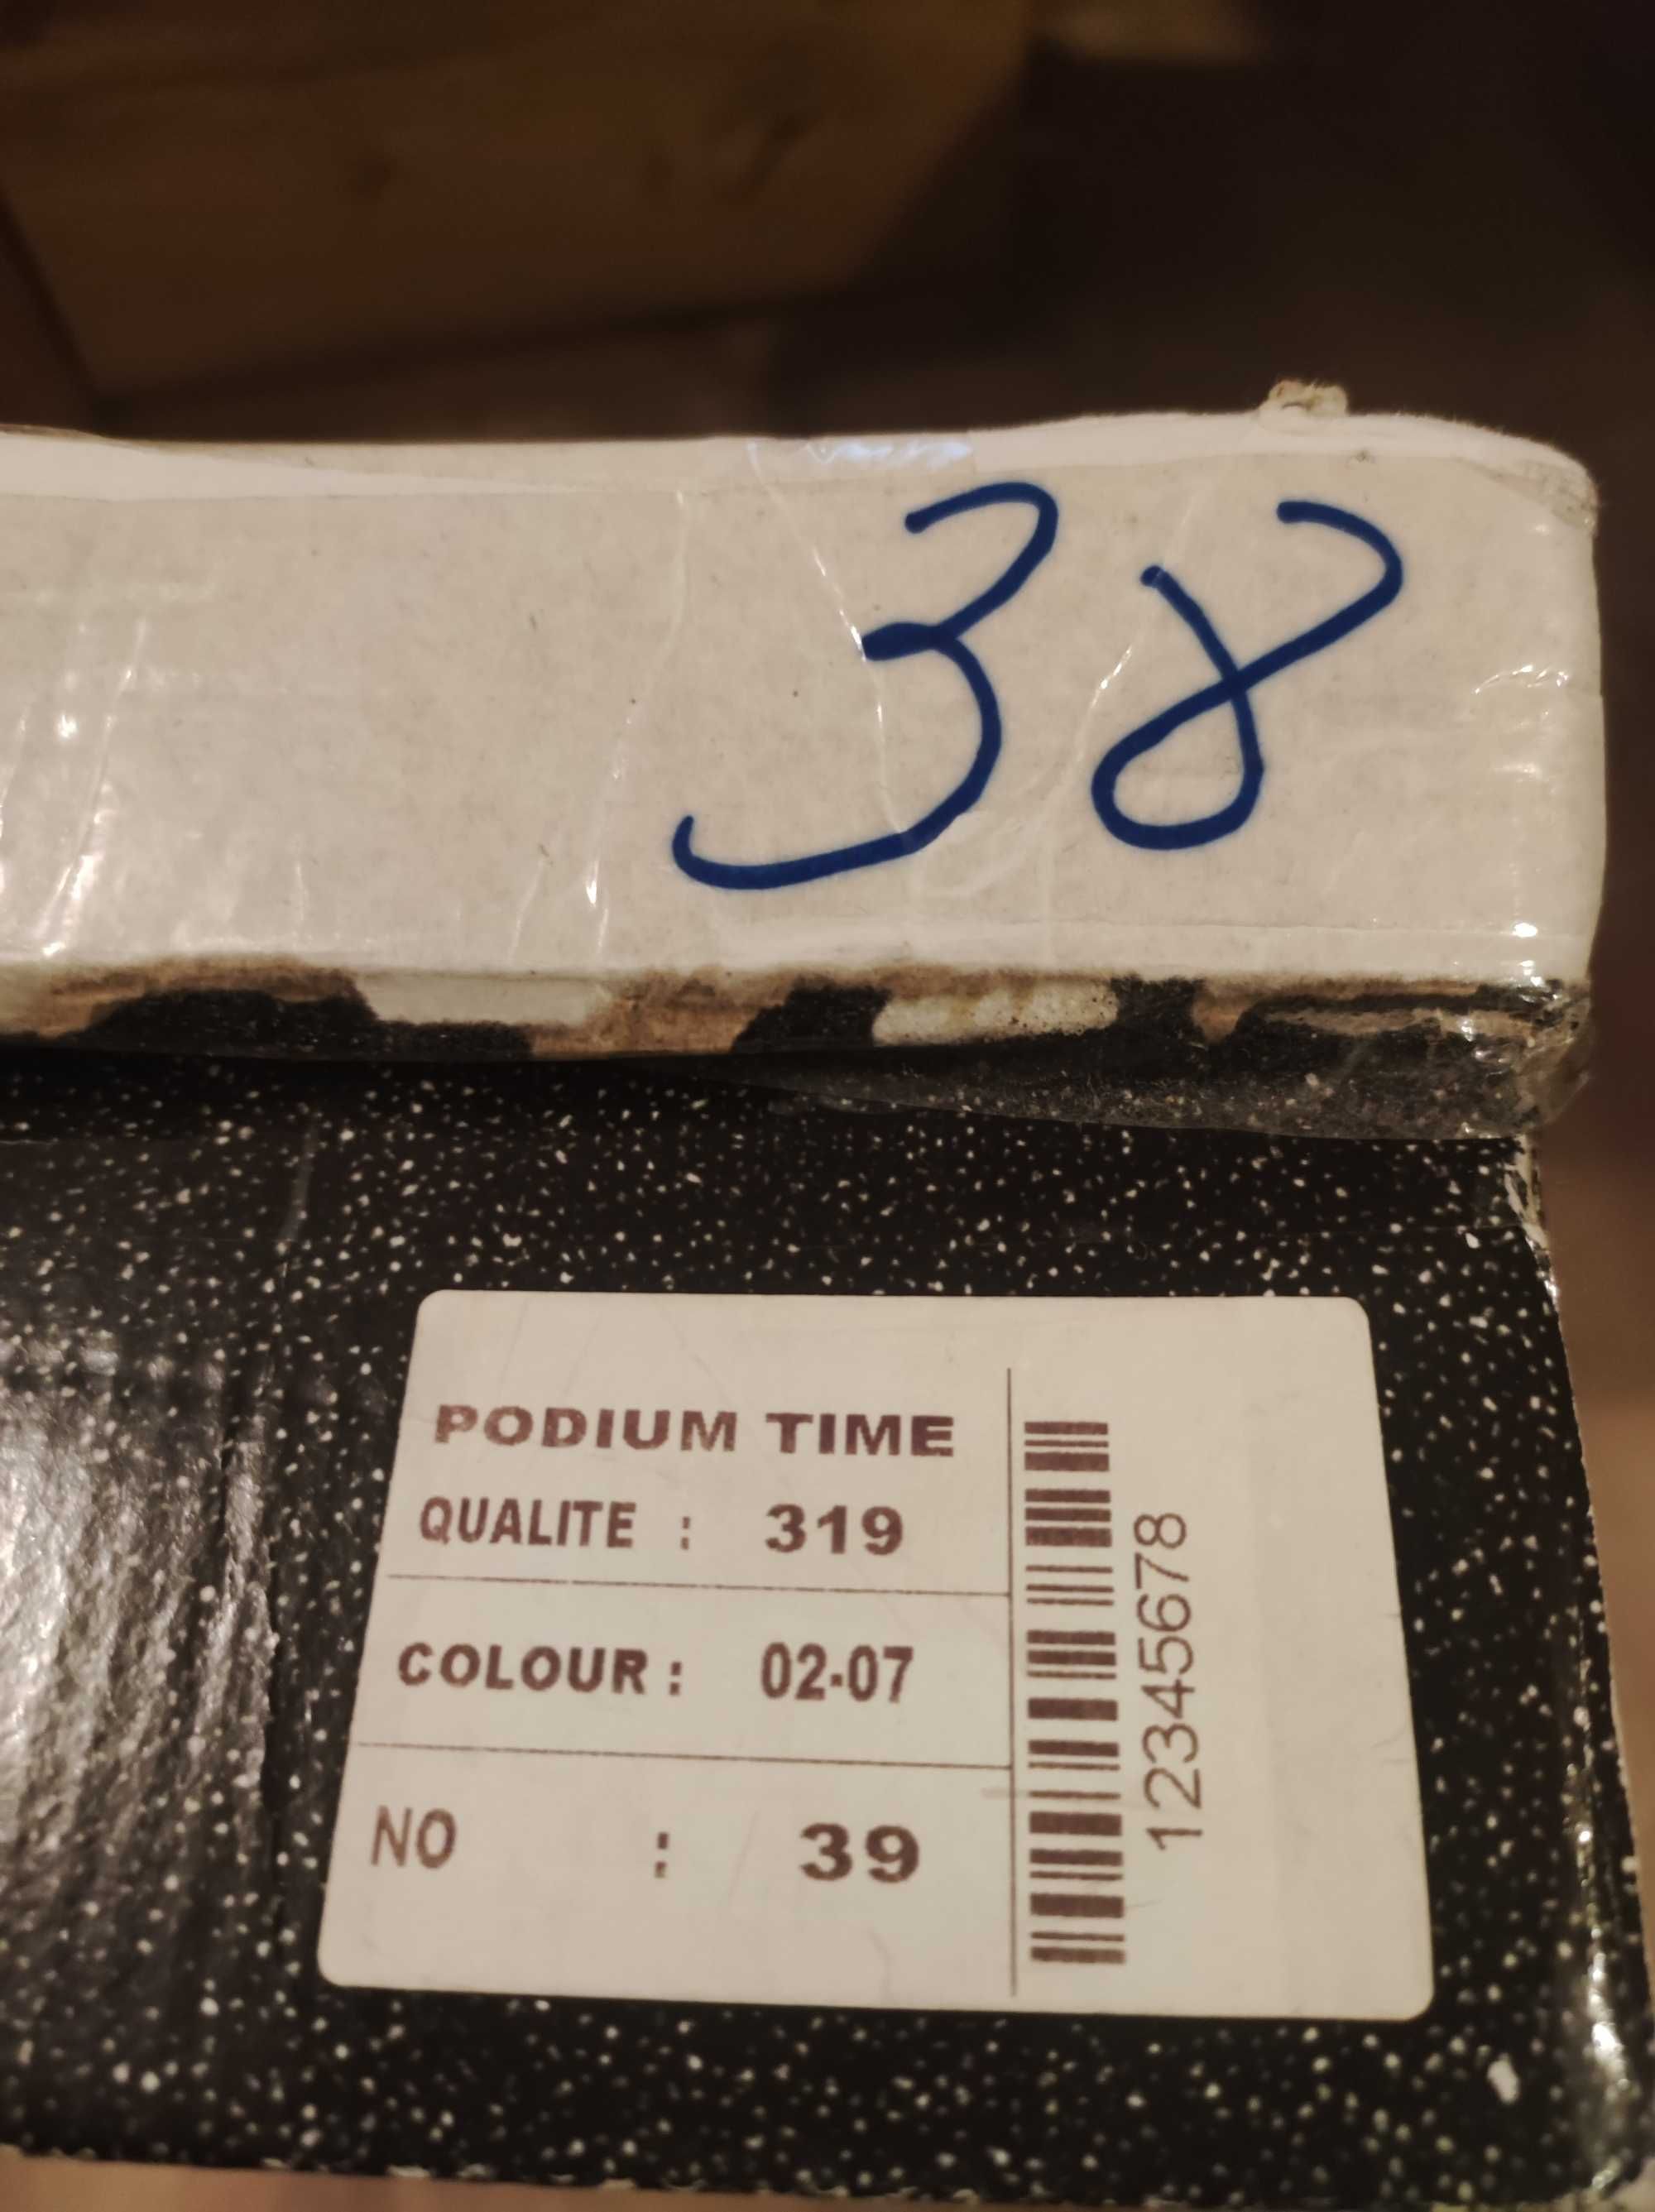 38
PODIUM TIME
QUALITE : 319
COLOUR : 02-07
NO : 39
12345678